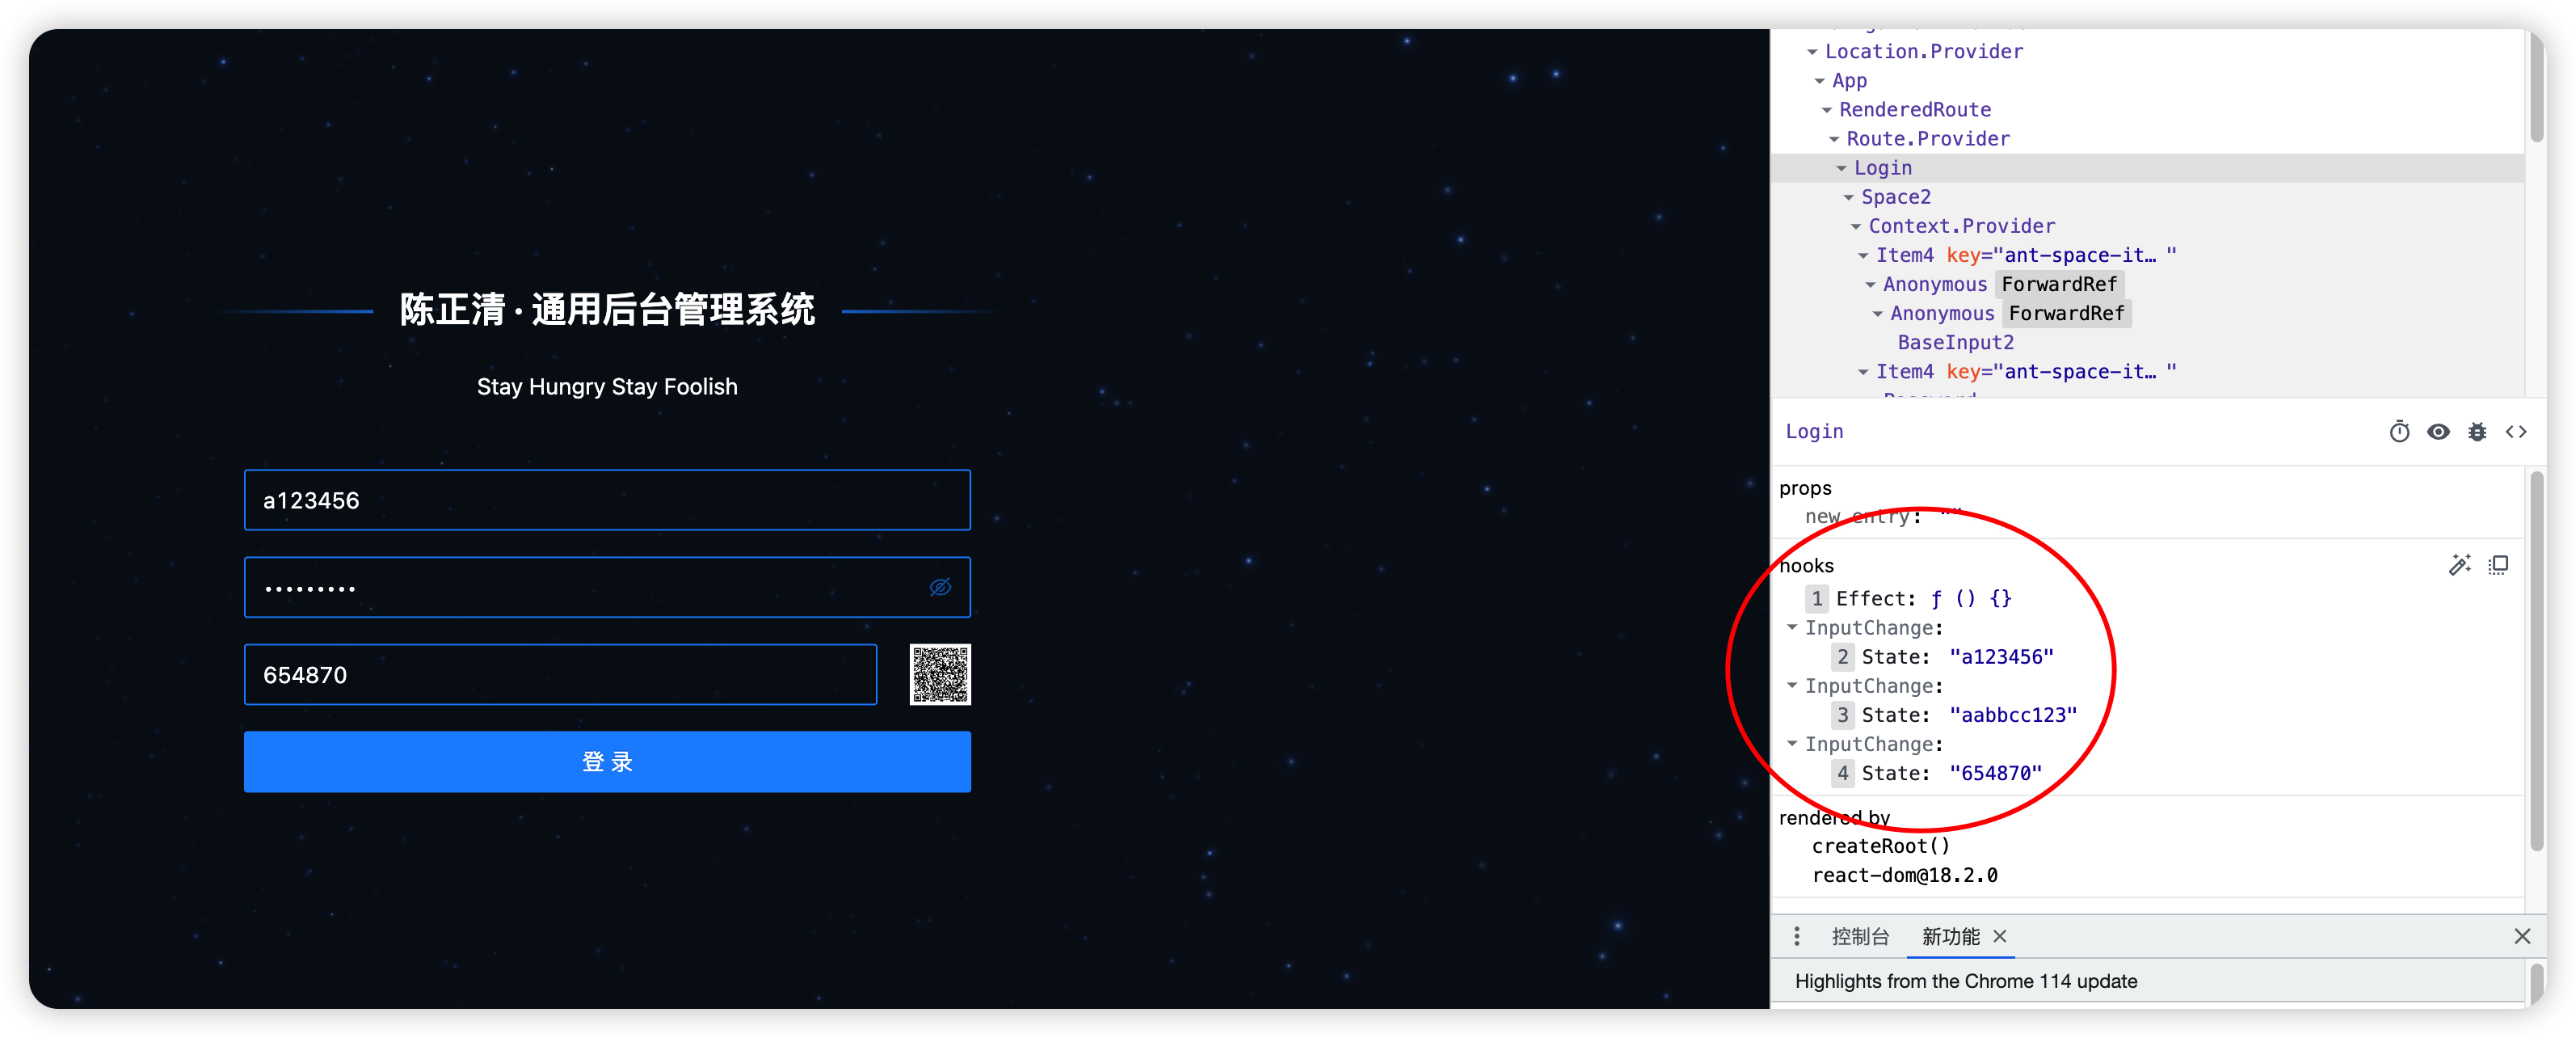 陈正清·通用后台管理系统
Stay Hungry Stay Foolish
a123456
•••••••••
654870
登 录
Location.Provider
App
RenderedRoute
Route.Provider
Login
Space2
Context.Provider
Item4 key="ant-space-it… "
Anonymous ForwardRef
Anonymous ForwardRef
BaseInput2
Item4 key="ant-space-it… "
Login
props
new entry: ""
hooks
1 Effect: ƒ () {}
InputChange:
2 State: "a123456"
InputChange:
3 State: "aabbcc123"
InputChange:
4 State: "654870"
rendered by
createRoot()
react-dom@18.2.0
控制台 新功能
Highlights from the Chrome 114 update